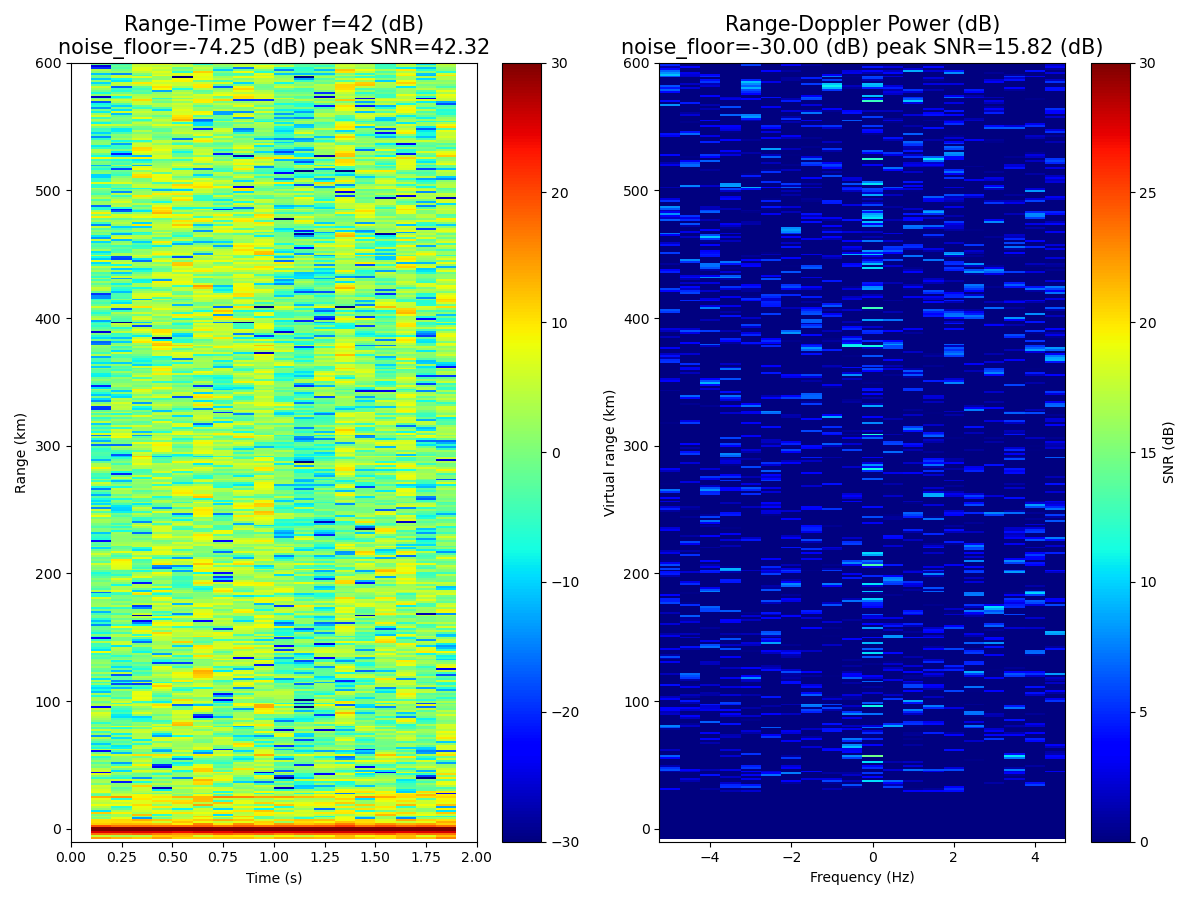 Range-Time Power f=42 (dB)
noise_floor=-74.25 (dB) peak SNR=42.32
Range (km)
600
500
400
300
200
100
0
0.00 0.25 0.50 0.75 1.00 1.25 1.50 1.75 2.00
Time (s)
30
20
10
0
−10
−20
−30
Range-Doppler Power (dB)
noise_floor=-30.00 (dB) peak SNR=15.82 (dB)
Virtual range (km)
600
500
400
300
200
100
0
−4 −2 0 2 4
Frequency (Hz)
30
25
20
15
10
5
0
SNR (dB)